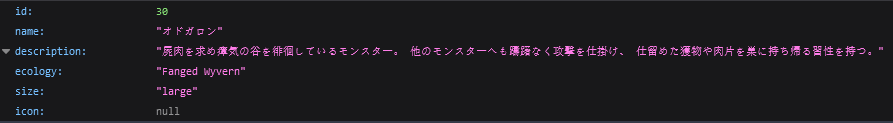 id: 30
name: "オドガロン"
description: "屍肉を求め瘴気の谷を徘徊しているモンスター。 他のモンスターへも躊躇なく攻撃を仕掛け、 仕留めた獲物や肉片を巣に持ち帰る習性を持つ。"
ecology: "Fanged Wyvern"
size: "large"
icon: null